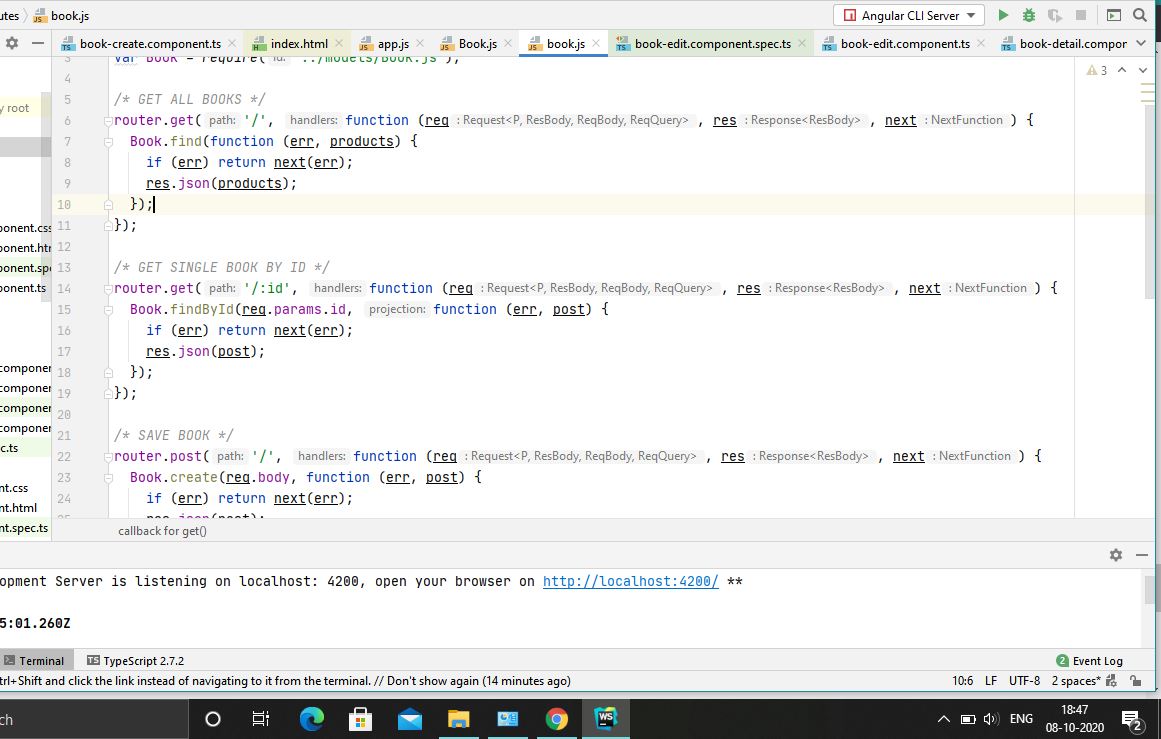 book.js
Angular CLI Server
book-create.component.ts
index.html
app.js
Book.js
book.js
book-edit.component.spec.ts
book-edit.component.ts
book-detail.compor
3
4
5 /* GET ALL BOOKS */
6 router.get( path: '/', handlers: function (req : Request<P, ResBody, ReqBody, ReqQuery> , res : Response<ResBody> , next : NextFunction ) {
7 Book.find(function (err, products) {
8 if (err) return next(err);
9 res.json(products);
10 });
11 });
12
13 /* GET SINGLE BOOK BY ID */
14 router.get( path: '/:id', handlers: function (req : Request<P, ResBody, ReqBody, ReqQuery> , res : Response<ResBody> , next : NextFunction ) {
15 Book.findById(req.params.id, projection: function (err, post) {
16 if (err) return next(err);
17 res.json(post);
18 });
19 });
20
21 /* SAVE BOOK */
22 router.post( path: '/', handlers: function (req : Request<P, ResBody, ReqBody, ReqQuery> , res : Response<ResBody> , next : NextFunction ) {
23 Book.create(req.body, function (err, post) {
24 if (err) return next(err);
callback for get()
y root
ponent.css
ponent.htm
ponent.spe
ponent.ts
componen
componen
componen
componen
c.ts
nt.css
nt.html
nt.spec.ts
opment Server is listening on localhost: 4200, open your browser on http://localhost:4200/ **
5:01.260Z
Terminal
TypeScript 2.7.2
2 Event Log
trl+Shift and click the link instead of navigating to it from the terminal. // Don't show again (14 minutes ago)
10:6 LF UTF-8 2 spaces*
ch
WS
ENG
18:47
08-10-2020
2